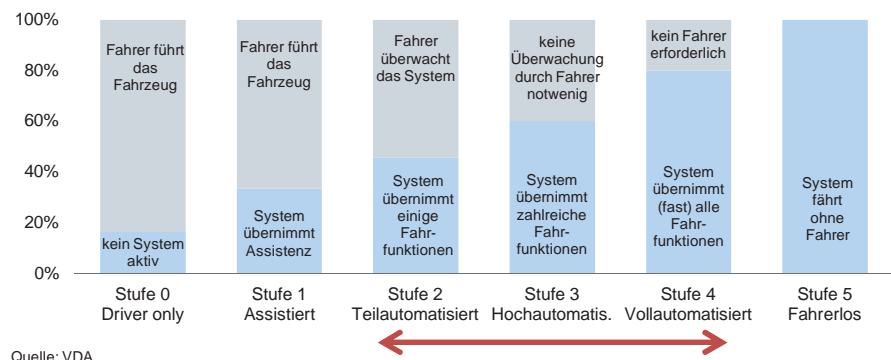 100%
80%
60%
40%
20%
0%
Fahrer führt
das
Fahrzeug
kein System
aktiv
Fahrer führt
das
Fahrzeug
System
übernimmt
Assistenz
Fahrer
überwacht
das System
System
übernimmt
einige
Fahr-
funktionen
keine
Überwachung
durch Fahrer
notwenig
System
übernimmt
zahlreiche
Fahr-
funktionen
kein Fahrer
erforderlich
System
übernimmt
(fast) alle
Fahr-
funktionen
System
fährt
ohne
Fahrer
Stufe 0
Driver only
Stufe 1
Assistiert
Stufe 2
Teilautomatisiert
Stufe 3
Hochautomatis.
Stufe 4
Vollautomatisiert
Stufe 5
Fahrerlos
Quelle: VDA